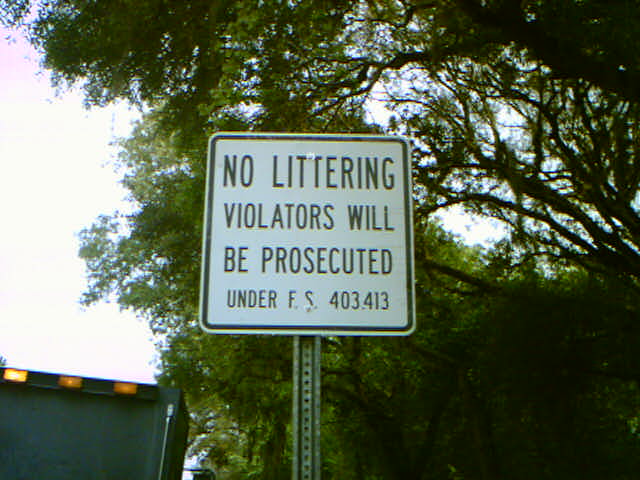 NO LITTERING
VIOLATORS WILL
BE PROSECUTED
UNDER F. S. 403.413